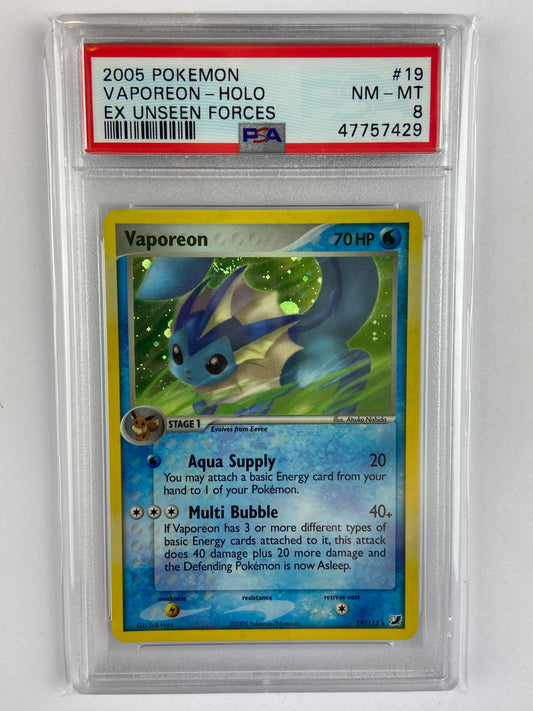 2005 POKEMON #19
VAPOREON - HOLO NM - MT
EX UNSEEN FORCES 8
PSA 47757429
Vaporeon 70 HP
Illus. Atsuko Nishida
STAGE 1
Evolves from Eevee
Aqua Supply 20
You may attach a basic Energy card from your
hand to 1 of your Pokémon.
Multi Bubble 40+
If Vaporeon has 3 or more different types of
basic Energy cards attached to it, this attack
does 40 damage plus 20 more damage and
the Defending Pokémon is now Asleep.
weakness resistance retreat cost
©2005 Pokémon/Nintendo 19/115